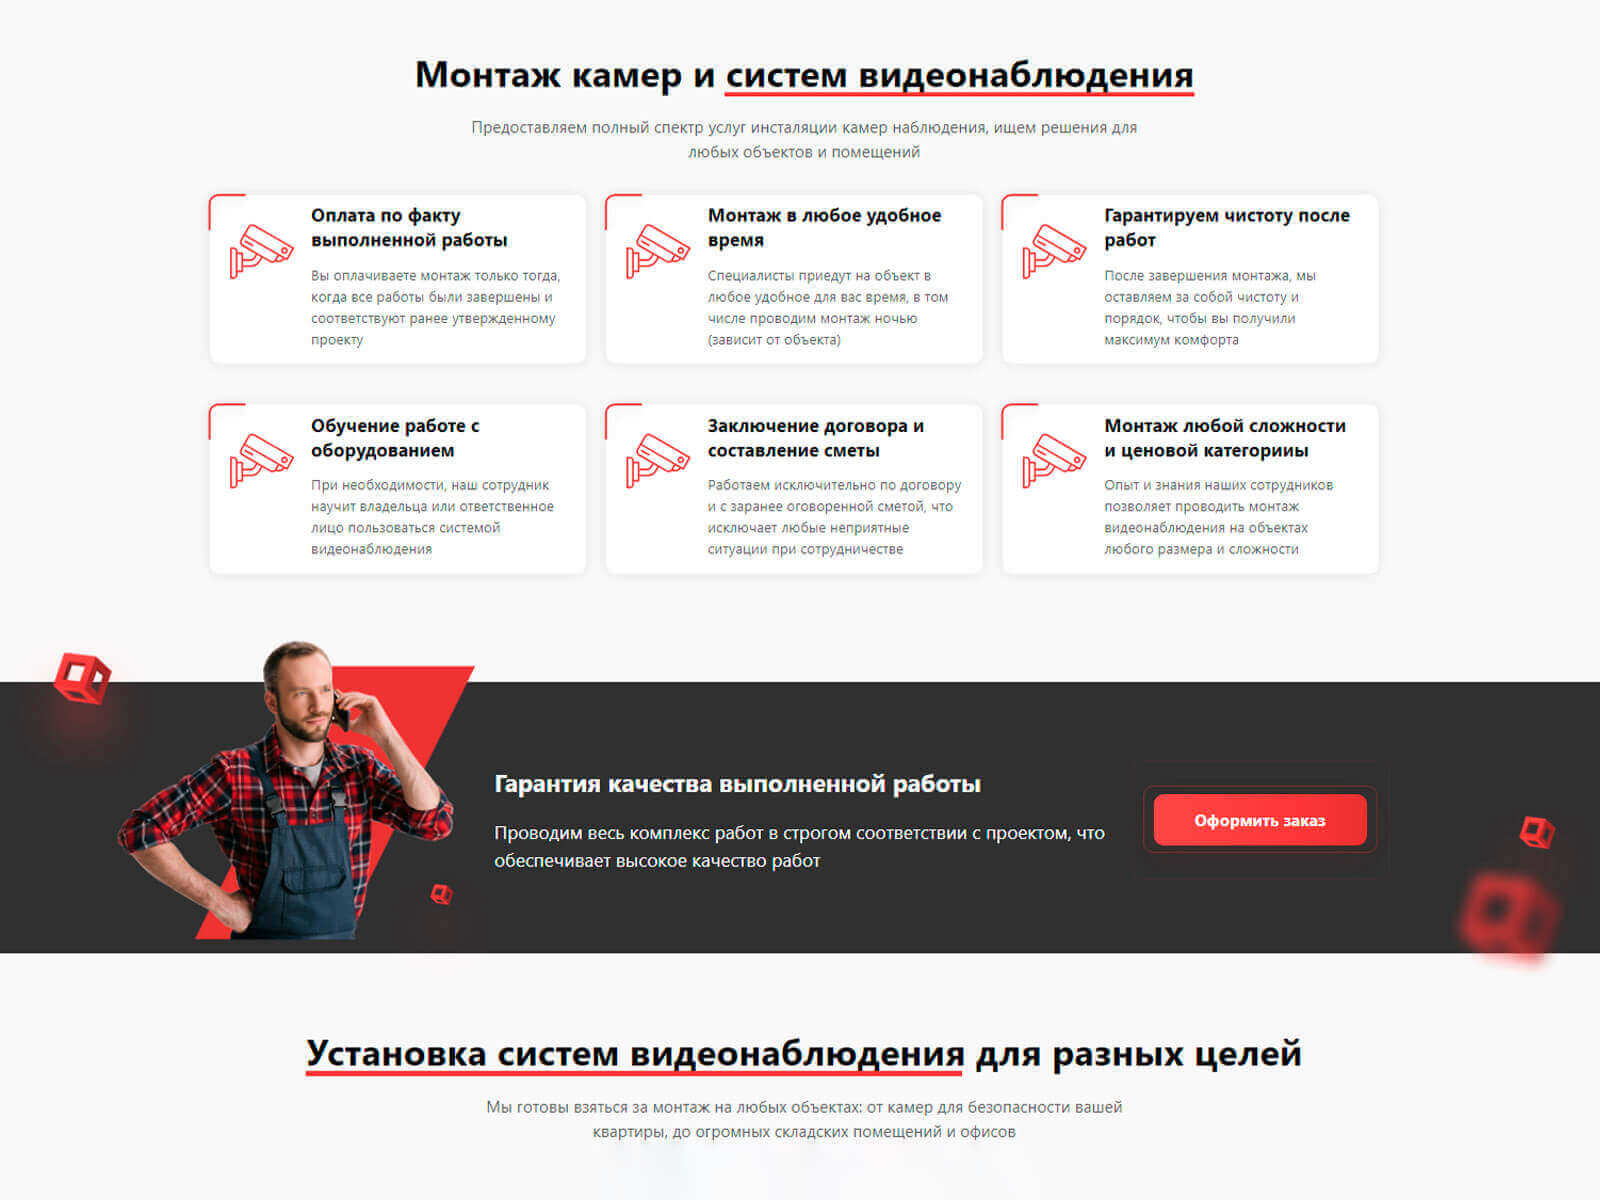 Монтаж камер и систем видеонаблюдения
Предоставляем полный спектр услуг инсталяции камер наблюдения, ищем решения для
любых объектов и помещений
Оплата по факту
выполненной работы
Вы оплачиваете монтаж только тогда,
когда все работы были завершены и
соответствуют ранее утвержденному
проекту
Монтаж в любое удобное
время
Специалисты приедут на объект в
любое удобное для вас время, в том
числе проводим монтаж ночью
(зависит от объекта)
Гарантируем чистоту после
работ
После завершения монтажа, мы
оставляем за собой чистоту и
порядок, чтобы вы получили
максимум комфорта
Обучение работе с
оборудованием
При необходимости, наш сотрудник
научит владельца или ответственное
лицо пользоваться системой
видеонаблюдения
Заключение договора и
составление сметы
Работаем исключительно по договору
и с заранее оговоренной сметой, что
исключает любые неприятные
ситуации при сотрудничестве
Монтаж любой сложности
и ценовой категориии
Опыт и знания наших сотрудников
позволяет проводить монтаж
видеонаблюдения на объектах
любого размера и сложности
Гарантия качества выполненной работы
Проводим весь комплекс работ в строгом соответствии с проектом, что
обеспечивает высокое качество работ
Оформить заказ
Установка систем видеонаблюдения для разных целей
Мы готовы взяться за монтаж на любых объектах: от камер для безопасности вашей
квартиры, до огромных складских помещений и офисов